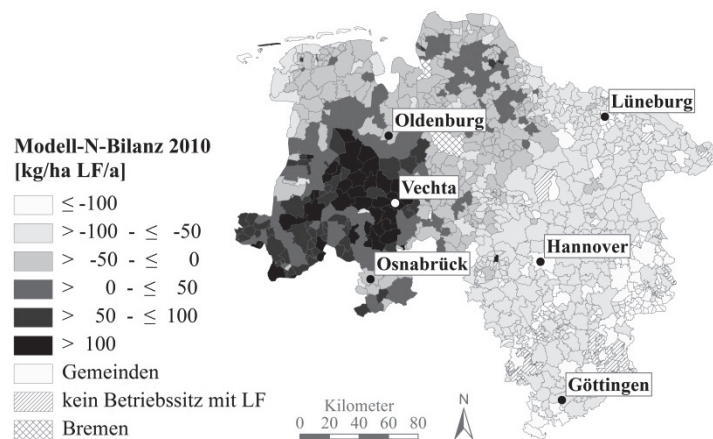 Oldenburg
Lüneburg
Modell-N-Bilanz 2010
[kg/ha LF/a]
≤ -100
> -100 - ≤ -50
> -50 - ≤ 0
> 0 - ≤ 50
> 50 - ≤ 100
> 100
Gemeinden
kein Betriebssitz mit LF
Bremen
Vechta
Hannover
Osnabrück
Göttingen
Kilometer
0 20 40 60 80
N